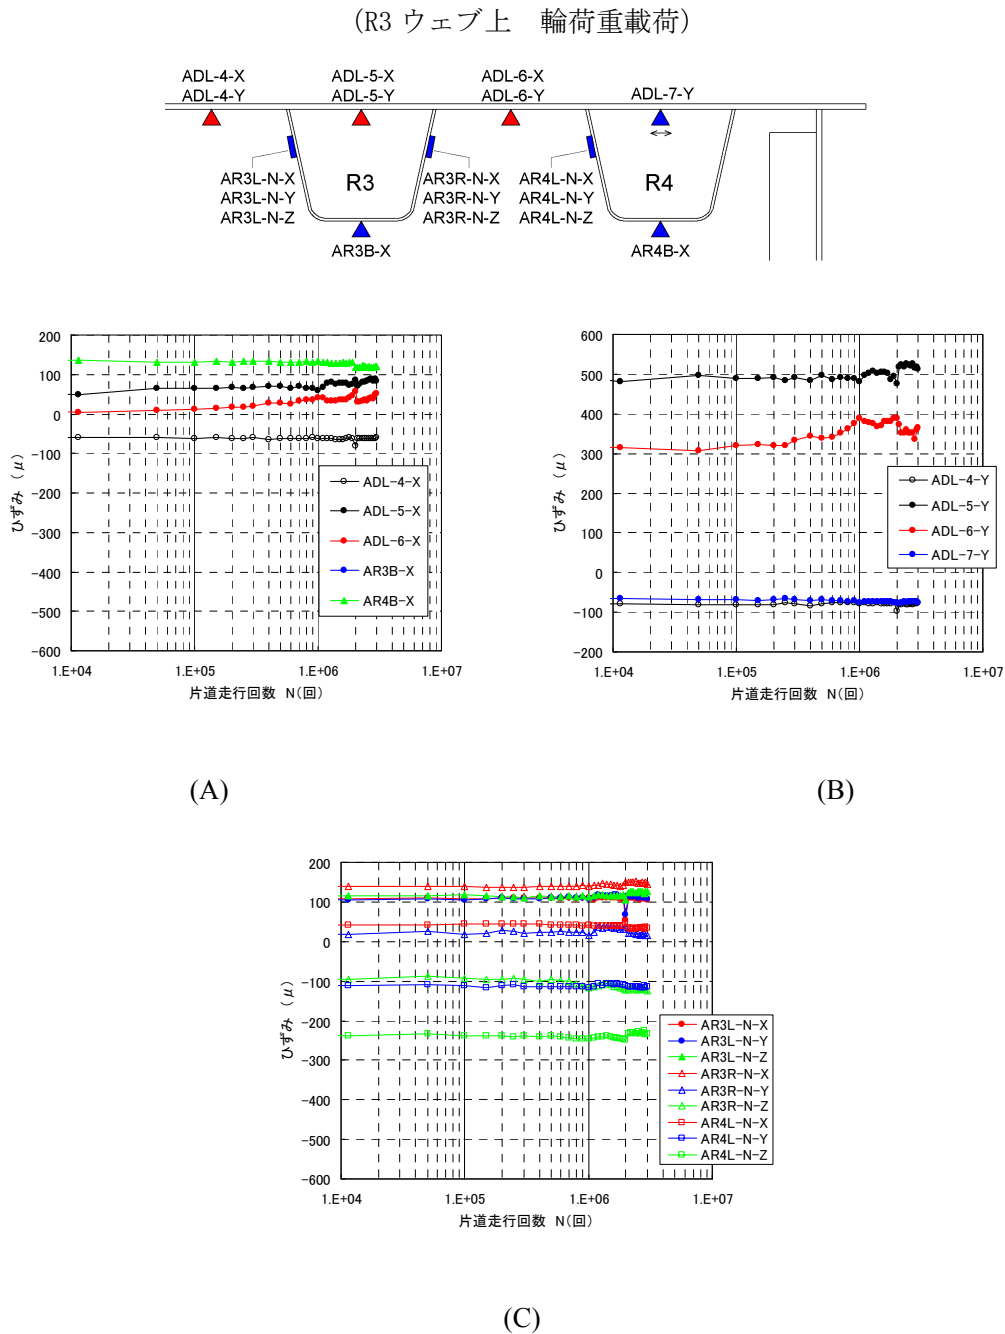 (R3 ウェブ上　輪荷重載荷)
ADL-4-X ADL-5-X ADL-6-X
ADL-4-Y ADL-5-Y ADL-6-Y ADL-7-Y
AR3L-N-X R3 AR3R-N-X AR4L-N-X R4
AR3L-N-Y AR3R-N-Y AR4L-N-Y
AR3L-N-Z AR3R-N-Z AR4L-N-Z
AR3B-X AR4B-X
200
100
0
-100
-200
-300
-400
-500
-600
ひずみ (μ)
ADL-4-X
ADL-5-X
ADL-6-X
AR3B-X
AR4B-X
1.E+04 1.E+05 1.E+06 1.E+07
片道走行回数 N(回)
(A)
600
500
400
300
200
100
0
-100
-200
ひずみ (μ)
ADL-4-Y
ADL-5-Y
ADL-6-Y
ADL-7-Y
1.E+04 1.E+05 1.E+06 1.E+07
片道走行回数 N(回)
(B)
200
100
0
-100
-200
-300
-400
-500
-600
ひずみ (μ)
AR3L-N-X
AR3L-N-Y
AR3L-N-Z
AR3R-N-X
AR3R-N-Y
AR3R-N-Z
AR4L-N-X
AR4L-N-Y
AR4L-N-Z
1.E+04 1.E+05 1.E+06 1.E+07
片道走行回数 N(回)
(C)